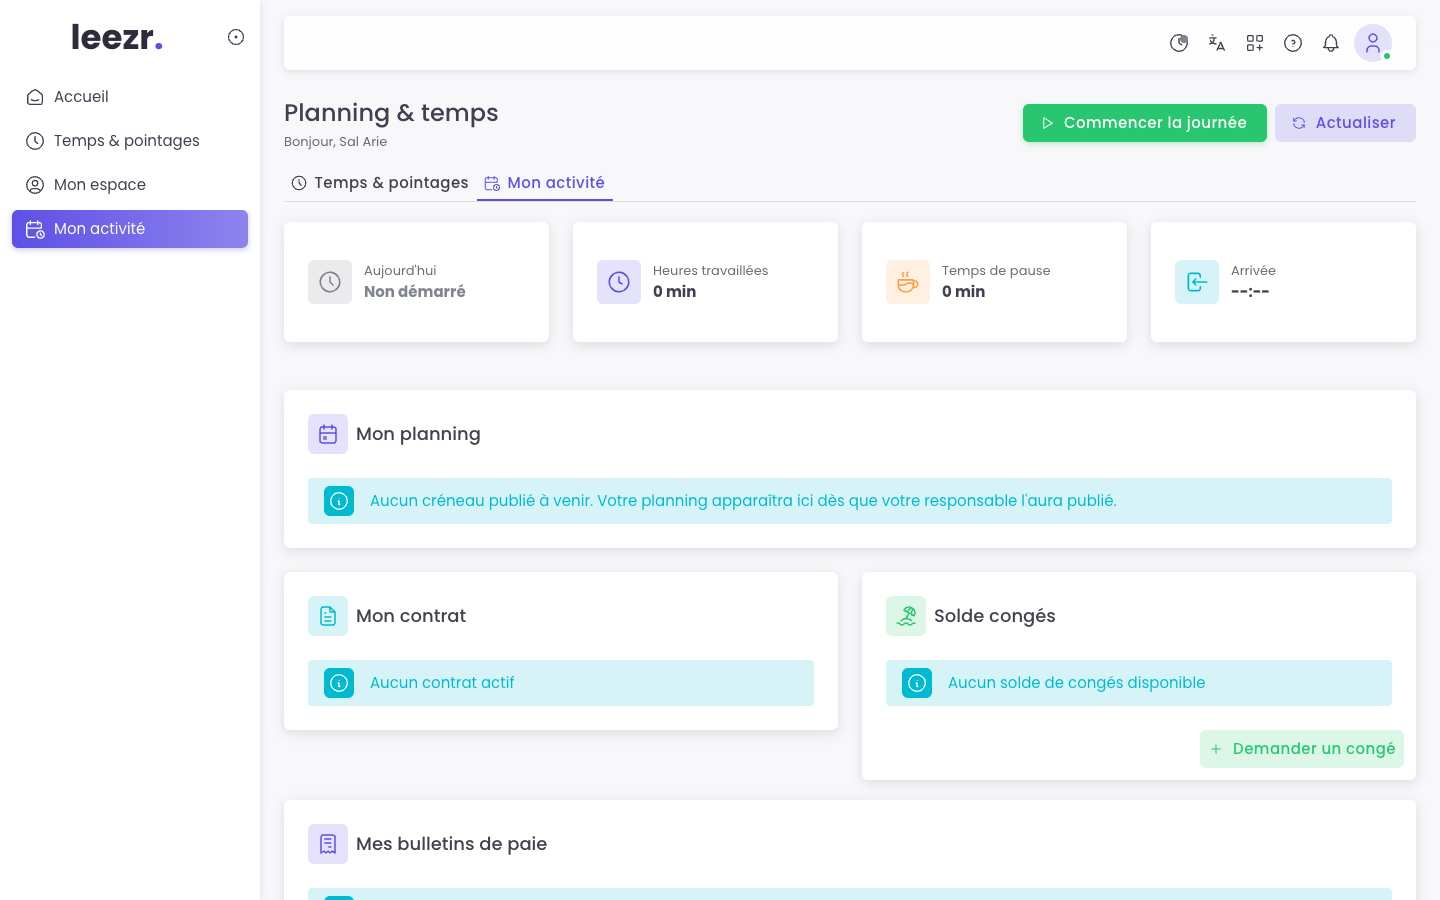 leezr.
Accueil
Temps & pointages
Mon espace
Mon activité
Planning & temps
Bonjour, Sal Arie
Commencer la journée
Actualiser
Temps & pointages
Mon activité
Aujourd'hui
Non démarré
Heures travaillées
0 min
Temps de pause
0 min
Arrivée
--:--
Mon planning
Aucun créneau publié à venir. Votre planning apparaîtra ici dès que votre responsable l'aura publié.
Mon contrat
Aucun contrat actif
Solde congés
Aucun solde de congés disponible
Demander un congé
Mes bulletins de paie